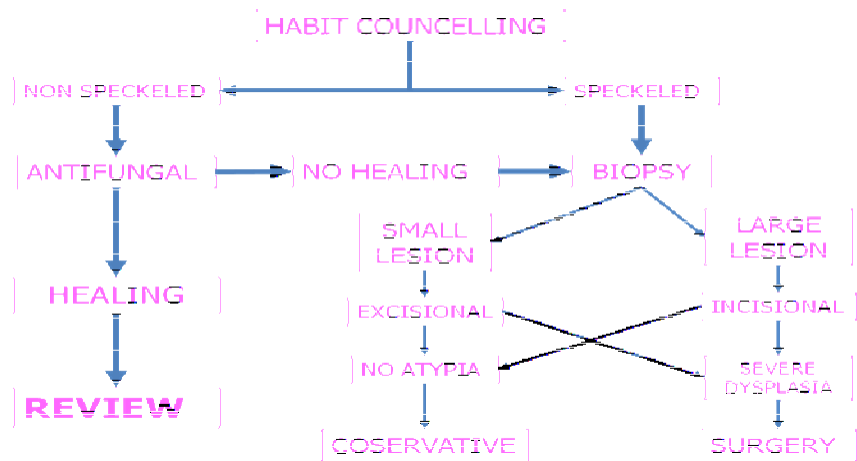 HABIT COUNCELLING
NON SPECKELED
SPECKELED
ANTIFUNGAL
NO HEALING
BIOPSY
SMALL
LESION
LARGE
LESION
HEALING
EXCISIONAL
INCISIONAL
NO ATYPIA
SEVERE
DYSPLASIA
REVIEW
COSERVATIVE
SURGERY